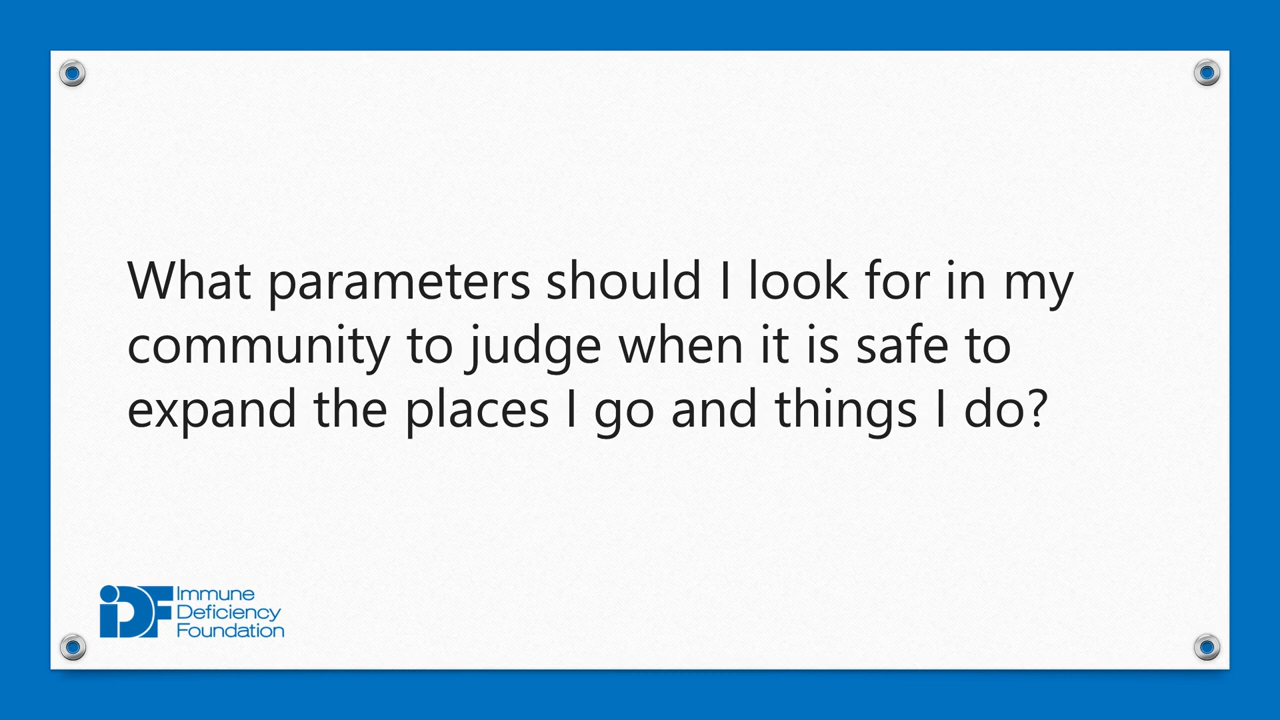 What parameters should I look for in my
community to judge when it is safe to
expand the places I go and things I do?
iDF Immune
Deficiency
Foundation